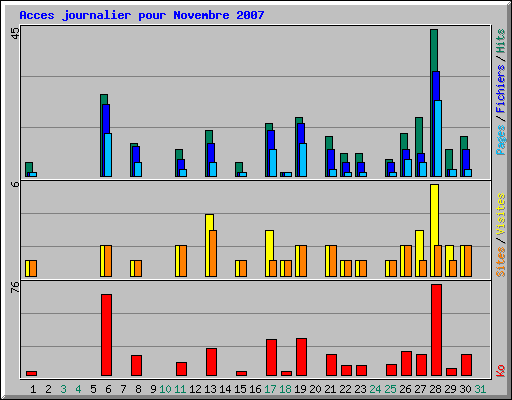 Acces journalier pour Novembre 2007
45
6
76
Pages / Fichiers / Hits
Sites / Visites
Ko
1 2 3 4 5 6 7 8 9 10 11 12 13 14 15 16 17 18 19 20 21 22 23 24 25 26 27 28 29 30 31